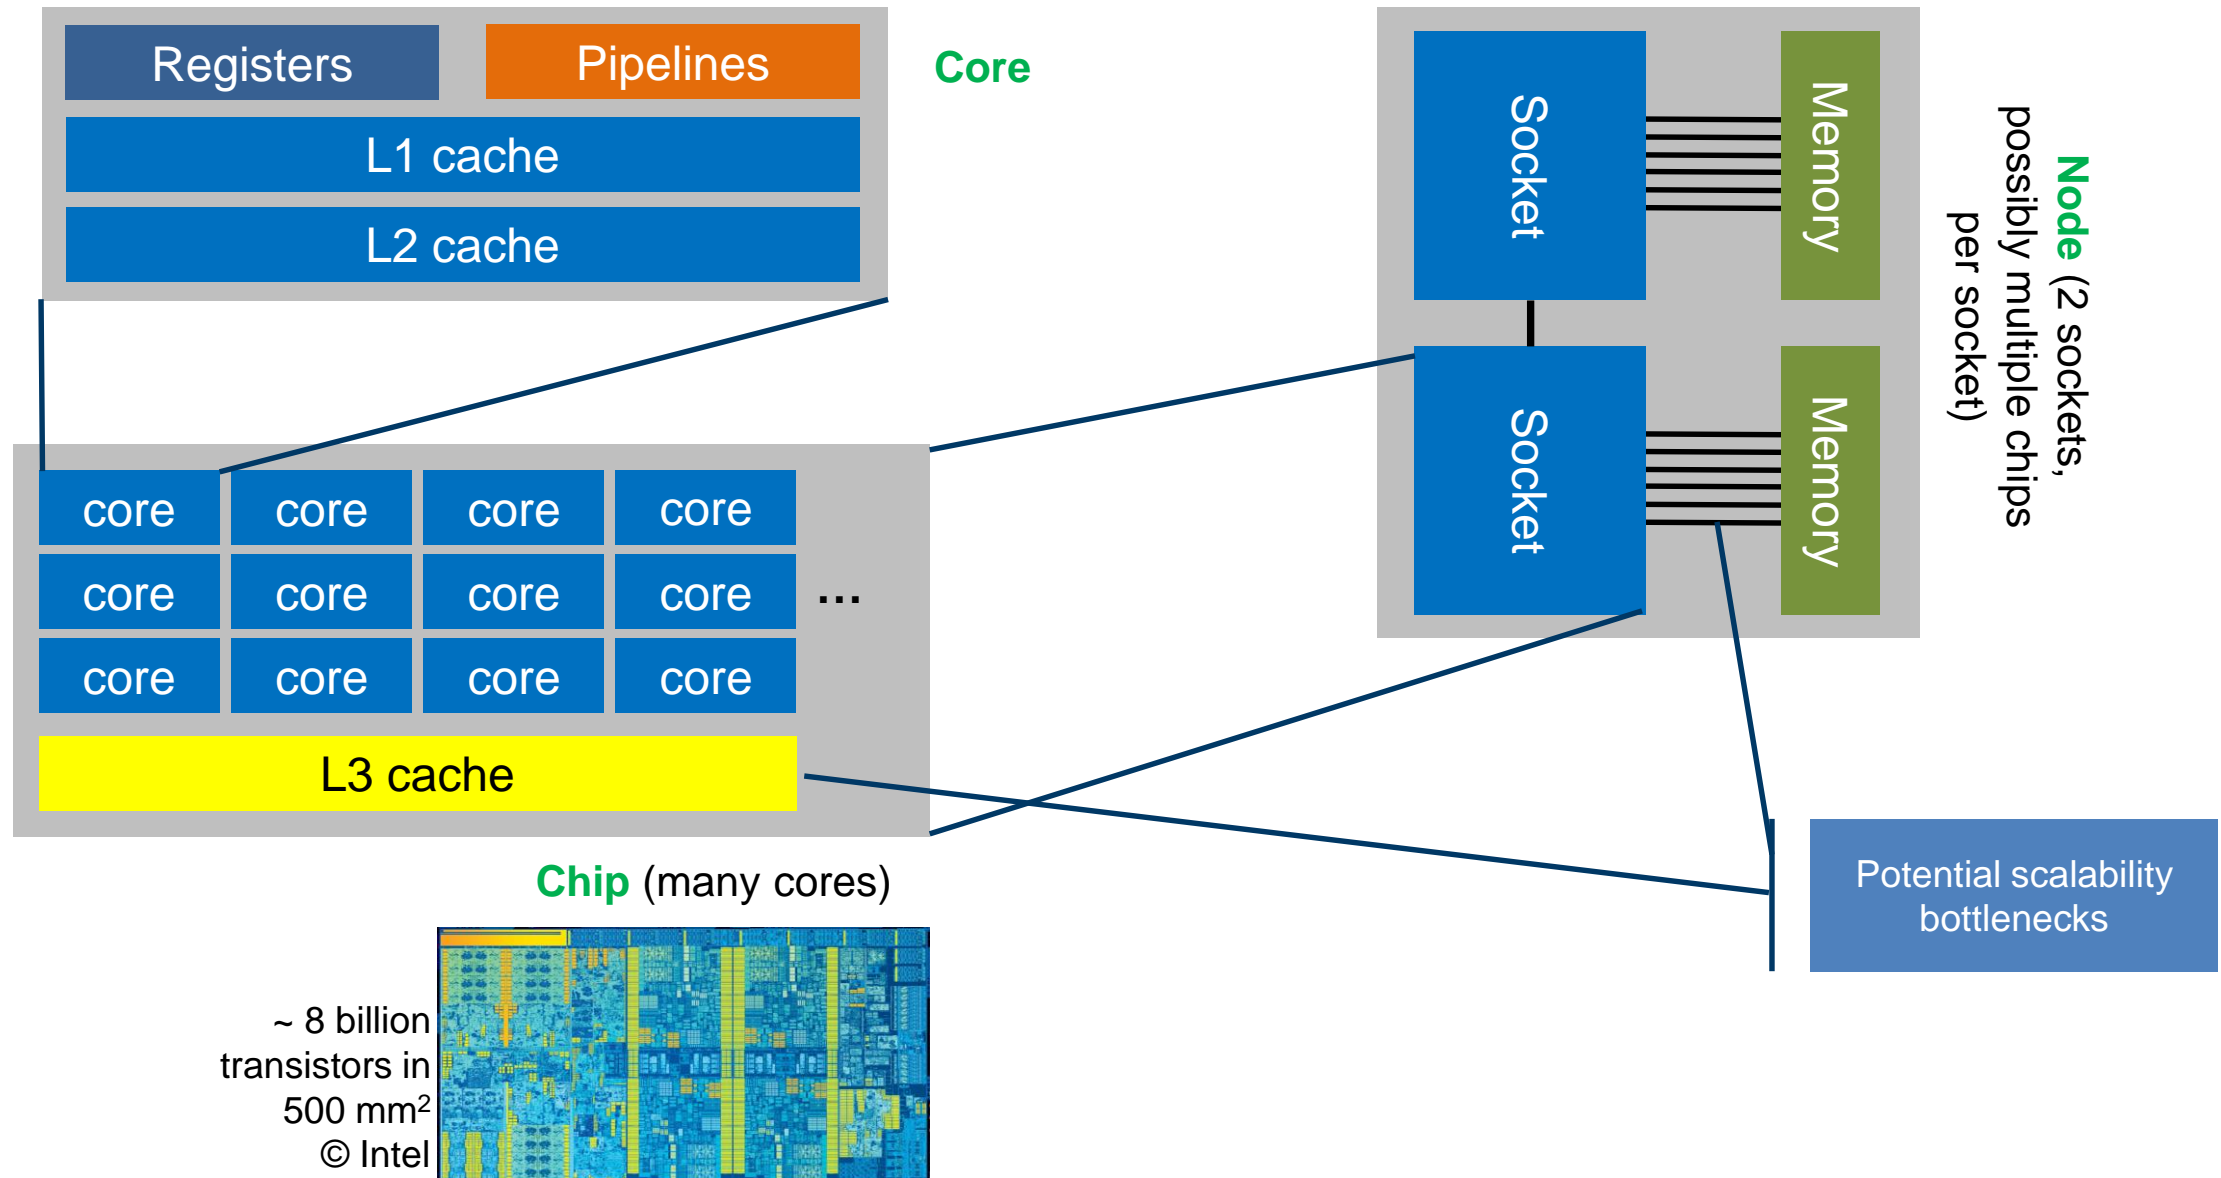 Registers
Pipelines
Core
L1 cache
L2 cache
Socket
Memory
Socket
Memory
Node (2 sockets,
possibly multiple chips
per socket)
core core core core
core core core core ...
core core core core
L3 cache
Chip (many cores)
Potential scalability
bottlenecks
~ 8 billion
transistors in
500 mm²
© Intel